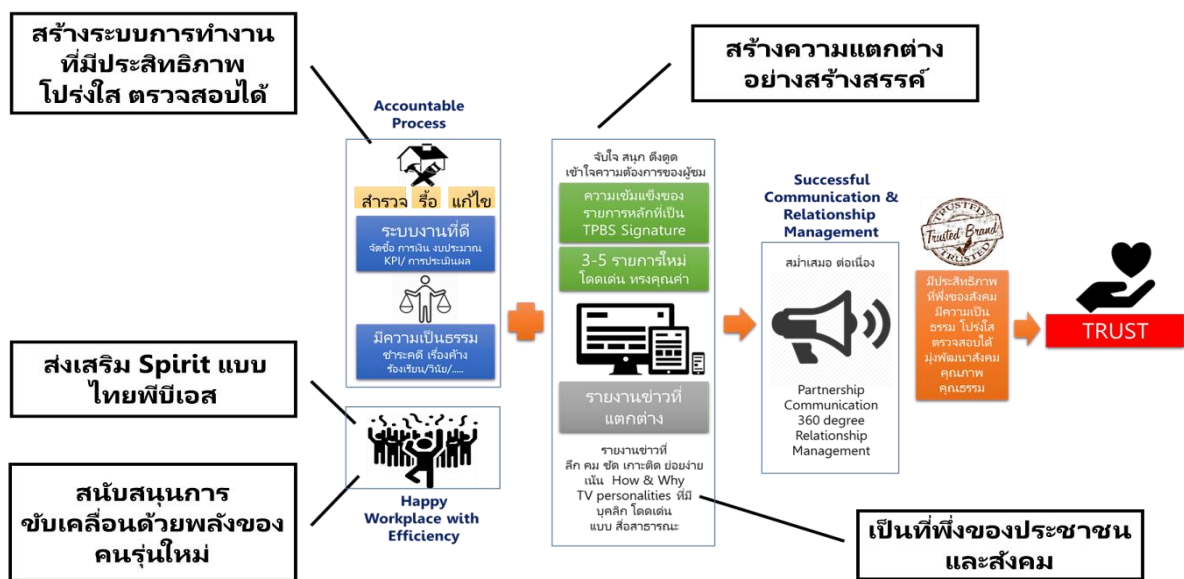 สร้างระบบการทำงาน
ที่มีประสิทธิภาพ
โปร่งใส ตรวจสอบได้
สร้างความแตกต่าง
อย่างสร้างสรรค์
Accountable
Process
สำรวจ รื้อ แก้ไข
ระบบงานที่ดี
จัดซื้อ การเงิน งบประมาณ
KPI/ การประเมินผล
มีความเป็นธรรม
ชำระคดี เรื่องค้าง
ร้องเรียน/วินัย/.....
ส่งเสริม Spirit แบบ
ไทยพีบีเอส
สนับสนุนการ
ขับเคลื่อนด้วยพลังของ
คนรุ่นใหม่
Happy
Workplace with
Efficiency
จับใจ สนุก ดึงดูด
เข้าใจความต้องการของผู้ชม
ความเข้มแข็งของ
รายการหลักที่เป็น
TPBS Signature
3-5 รายการใหม่
โดดเด่น ทรงคุณค่า
รายงานข่าวที่
แตกต่าง
รายงานข่าวที่
ลึก คม ชัด เกาะติด ย่อยง่าย
เน้น How & Why
TV personalities ที่มี
บุคลิก โดดเด่น
แบบ สื่อสาธารณะ
Successful
Communication &
Relationship
Management
สม่ำเสมอ ต่อเนื่อง
Partnership
Communication
360 degree
Relationship
Management
TRUSTED
Trusted Brand
TRUSTED
มีประสิทธิภาพ
ที่พึ่งของสังคม
มีความเป็น
ธรรม โปร่งใส
ตรวจสอบได้
มุ่งพัฒนาสังคม
คุณภาพ
คุณธรรม
TRUST
เป็นที่พึ่งของประชาชน
และสังคม